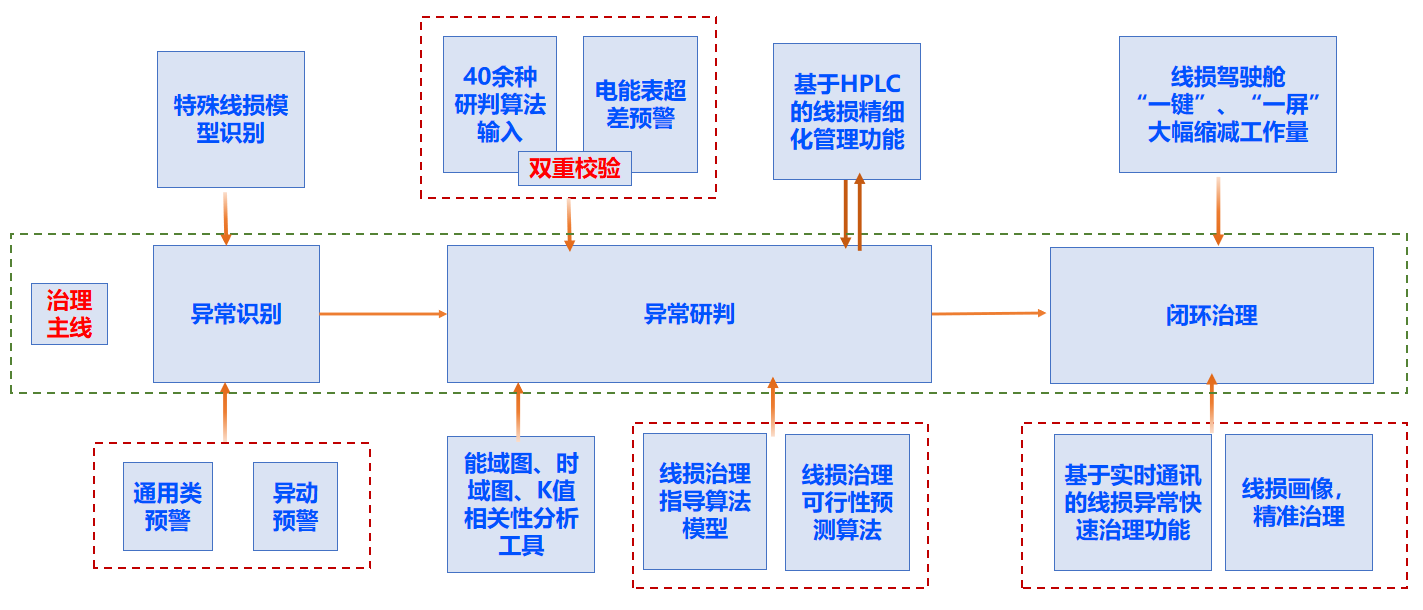 特殊线损模
型识别
40余种
研判算法
输入
电能表超
差预警
双重校验
基于HPLC
的线损精细
化管理功能
线损驾驶舱
“一键”、“一屏”
大幅缩减工作量
治理
主线
异常识别
异常研判
闭环治理
通用类
预警
异动
预警
能域图、时
域图、K值
相关性分析
工具
线损治理
指导算法
模型
线损治理
可行性预
测算法
基于实时通讯
的线损异常快
速治理功能
线损画像，
精准治理